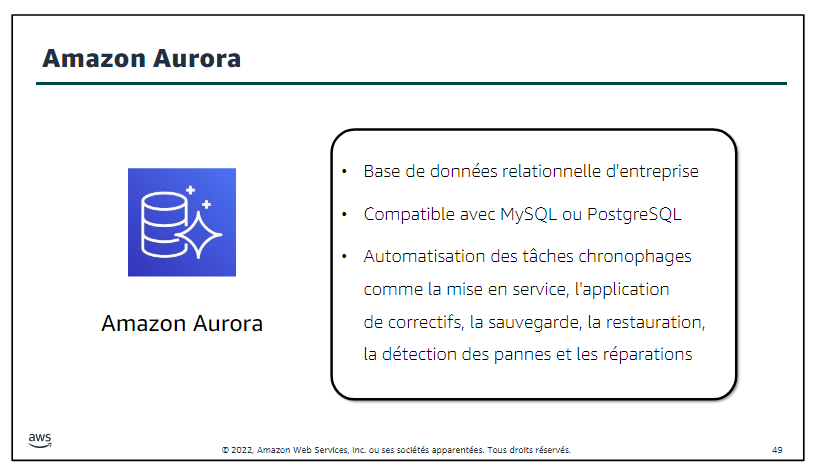 Amazon Aurora
Amazon Aurora
• Base de données relationnelle d'entreprise
• Compatible avec MySQL ou PostgreSQL
• Automatisation des tâches chronophages
comme la mise en service, l'application
de correctifs, la sauvegarde, la restauration,
la détection des pannes et les réparations
aws
© 2022, Amazon Web Services, Inc. ou ses sociétés apparentées. Tous droits réservés.
49